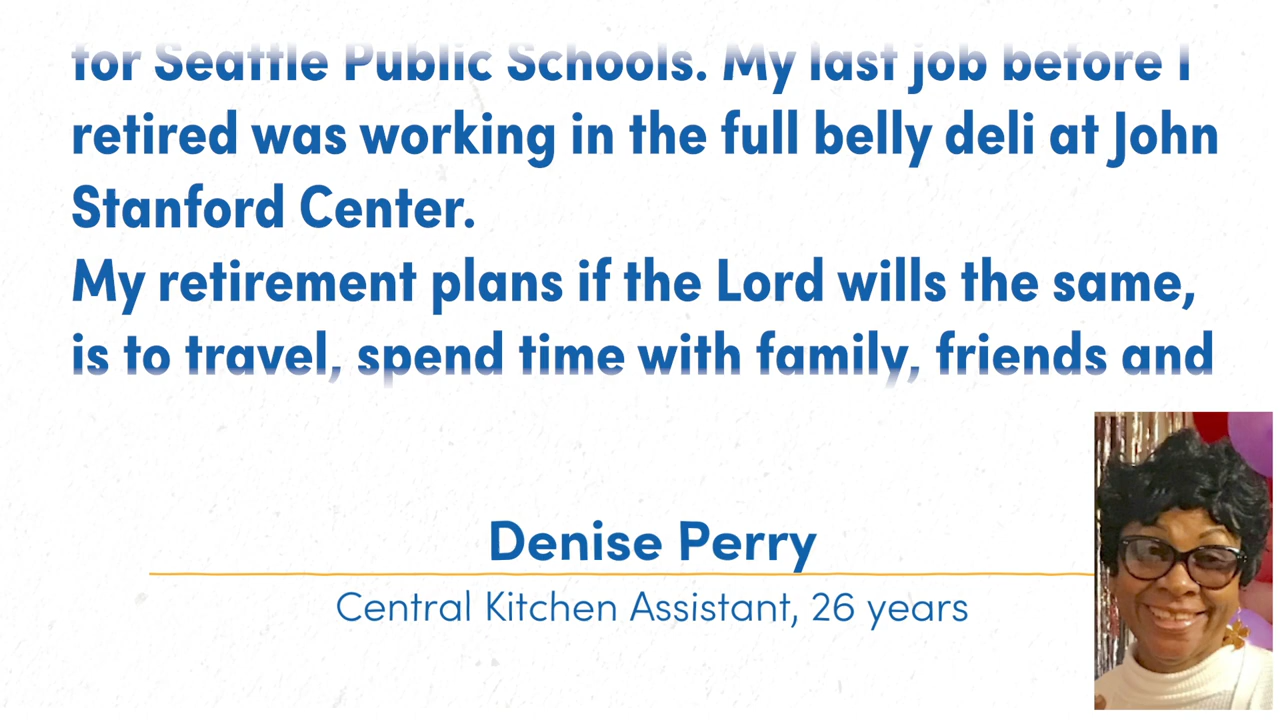 for Seattle Public Schools. My last job before I
retired was working in the full belly deli at John
Stanford Center.
My retirement plans if the Lord wills the same,
is to travel, spend time with family, friends and
Denise Perry
Central Kitchen Assistant, 26 years